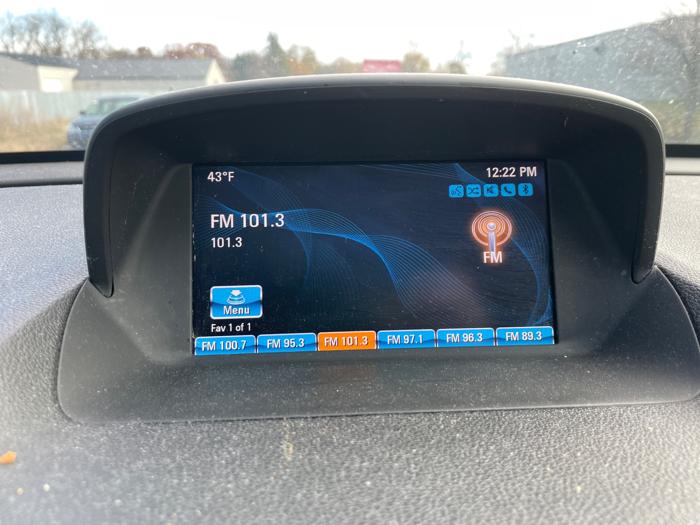 43°F
12:22 PM
FM 101.3
101.3
FM
Menu
Fav 1 of 1
FM 100.7 FM 95.3 FM 101.3 FM 97.1 FM 96.3 FM 89.3